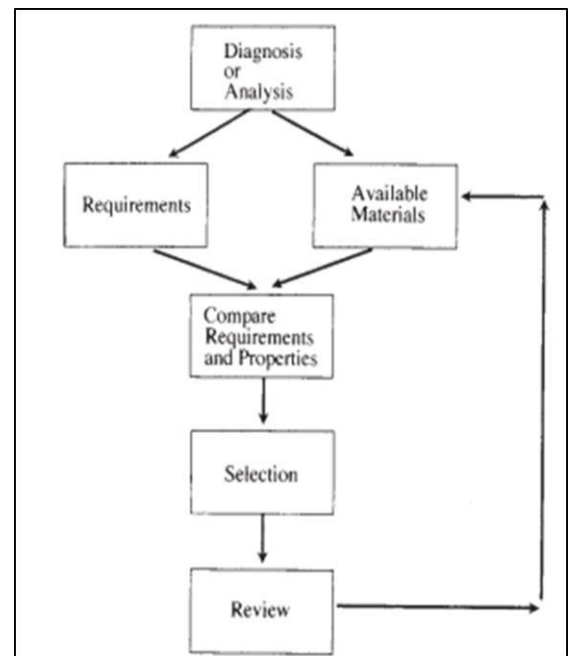 Diagnosis
or
Analysis
Requirements
Available
Materials
Compare
Requirements
and Properties
Selection
Review